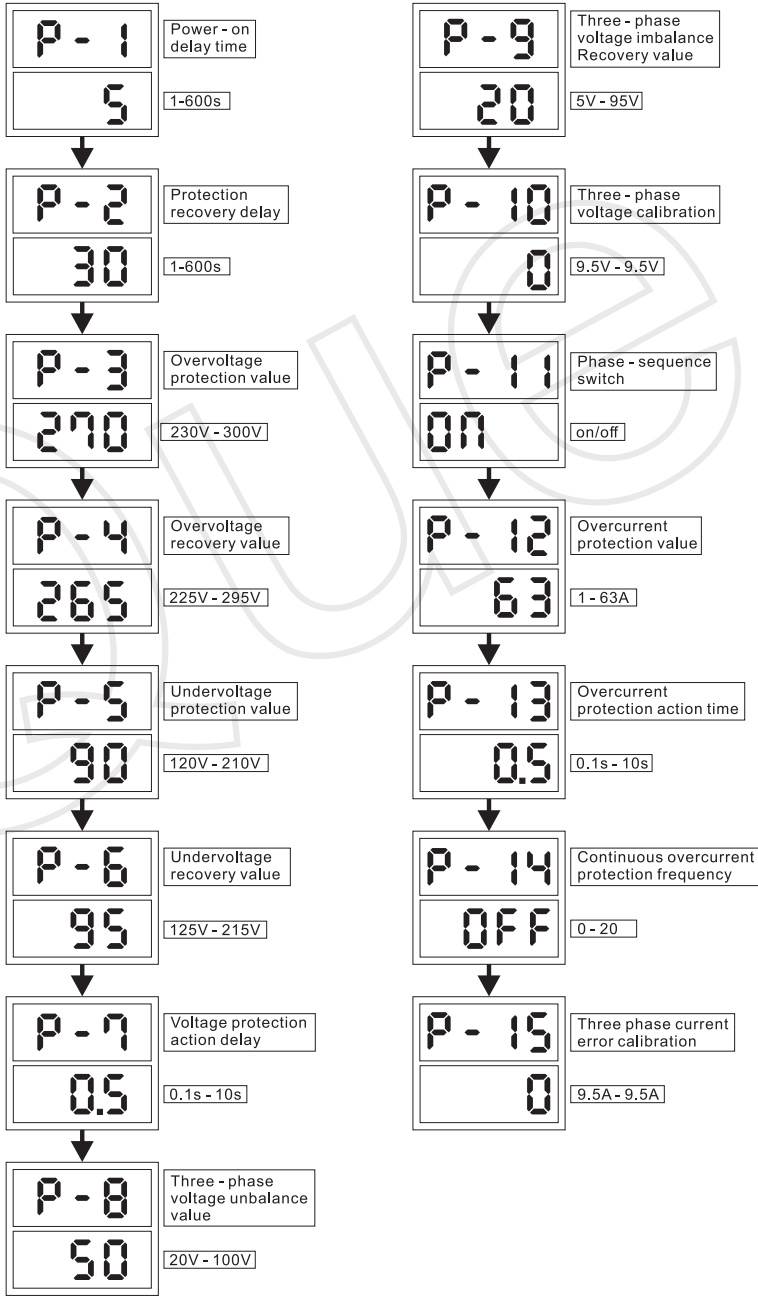 P-1
Power-on
delay time
5
1-600s
P-2
Protection
recovery delay
30
1-600s
P-3
Overvoltage
protection value
270
230V-300V
P-4
Overvoltage
recovery value
265
225V-295V
P-5
Undervoltage
protection value
90
120V-210V
P-6
Undervoltage
recovery value
95
125V-215V
P-7
Voltage protection
action delay
0.5
0.1s-10s
P-8
Three-phase
voltage unbalance
value
50
20V-100V
P-9
Three-phase
voltage imbalance
Recovery value
20
5V-95V
P-10
Three-phase
voltage calibration
0
9.5V-9.5V
P-11
Phase-sequence
switch
ON
on/off
P-12
Overcurrent
protection value
63
1-63A
P-13
Overcurrent
protection action time
0.5
0.1s-10s
P-14
Continuous overcurrent
protection frequency
OFF
0-20
P-15
Three phase current
error calibration
0
9.5A-9.5A